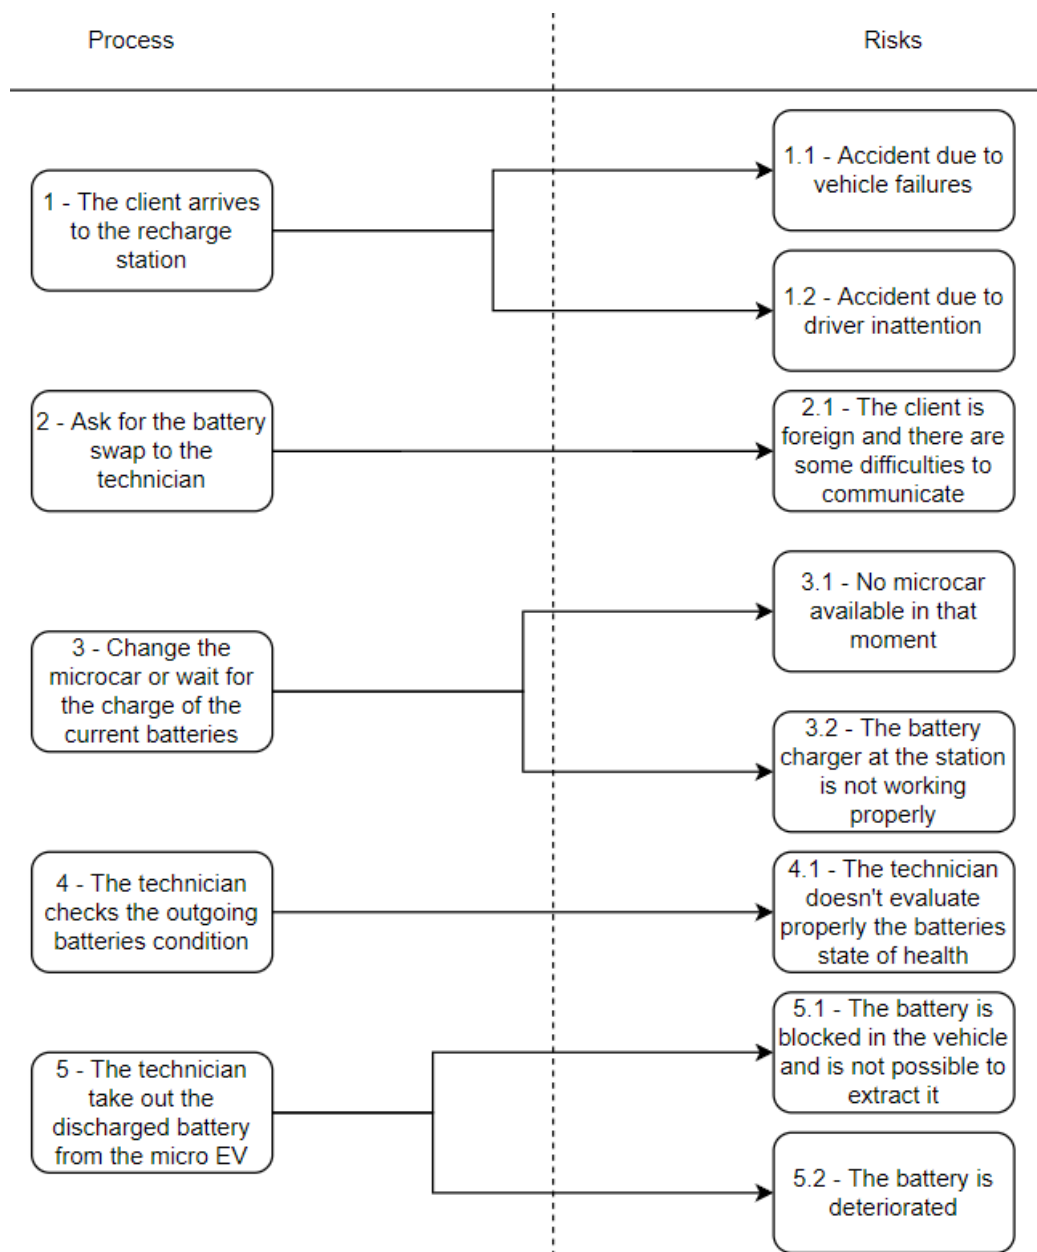 Process
Risks
1 - The client arrives
to the recharge
station
1.1 - Accident due to
vehicle failures
1.2 - Accident due to
driver inattention
2 - Ask for the battery
swap to the
technician
2.1 - The client is
foreign and there are
some difficulties to
communicate
3 - Change the
microcar or wait for
the charge of the
current batteries
3.1 - No microcar
available in that
moment
3.2 - The battery
charger at the station
is not working
properly
4 - The technician
checks the outgoing
batteries condition
4.1 - The technician
doesn't evaluate
properly the batteries
state of health
5 - The technician
take out the
discharged battery
from the micro EV
5.1 - The battery is
blocked in the vehicle
and is not possible to
extract it
5.2 - The battery is
deteriorated